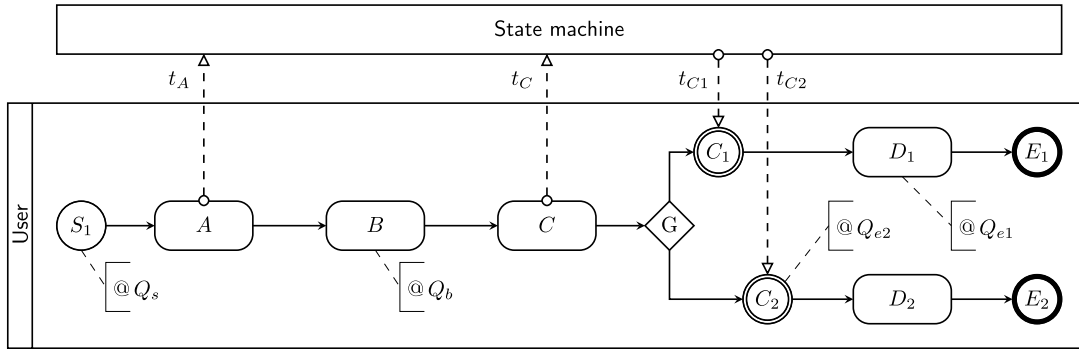 State machine
t_A
t_C
t_C1
t_C2
User
S_1
A
B
C
G
C_1
D_1
E_1
@Q_s
@Q_b
@Q_e2
@Q_e1
C_2
D_2
E_2